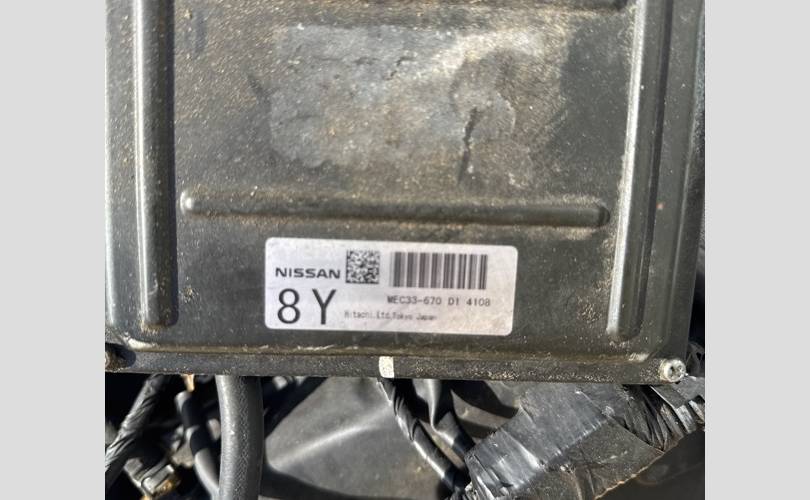 NISSAN
8Y
MEC33-670 D1 4108
Hitachi,Ltd.Tokyo Japan